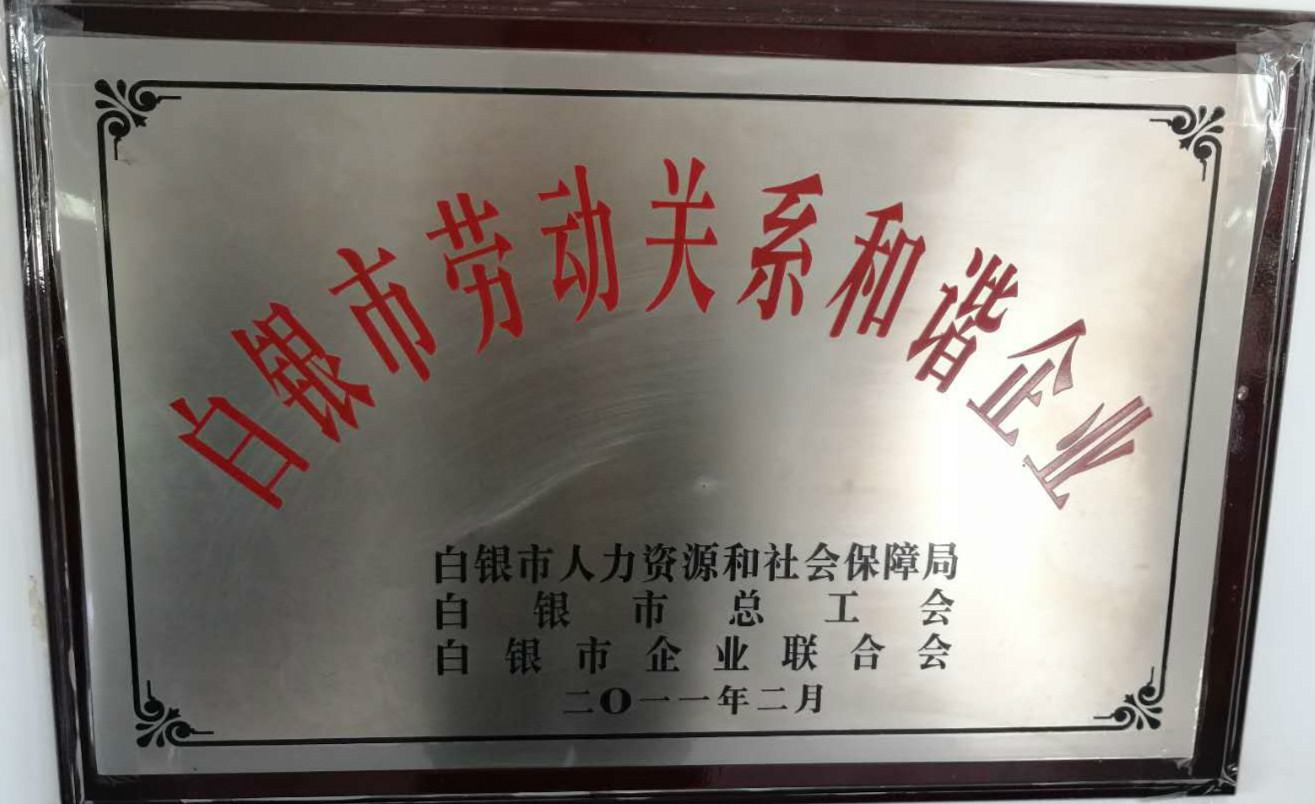 白银市劳动关系和谐企业
白银市人力资源和社会保障局
白银市总工会
白银市企业联合会
二〇一一年二月